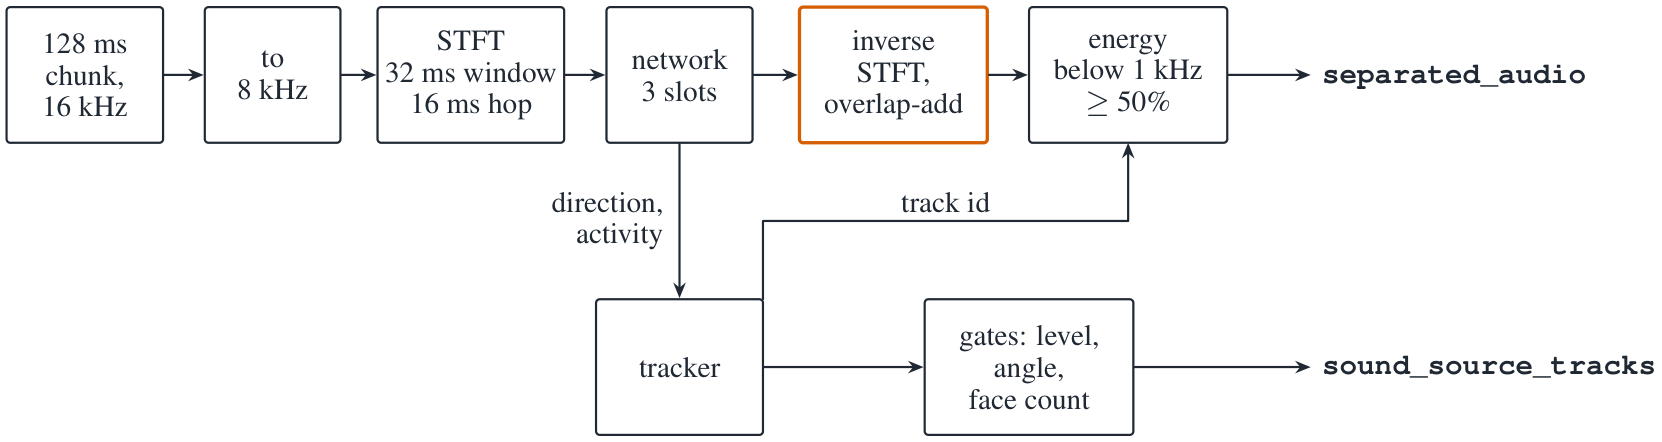 128 ms
chunk,
16 kHz
to
8 kHz
STFT
32 ms window
16 ms hop
network
3 slots
inverse
STFT,
overlap-add
energy
below 1 kHz
≥ 50%
separated_audio
direction,
activity
track id
tracker
gates: level,
angle,
face count
sound_source_tracks